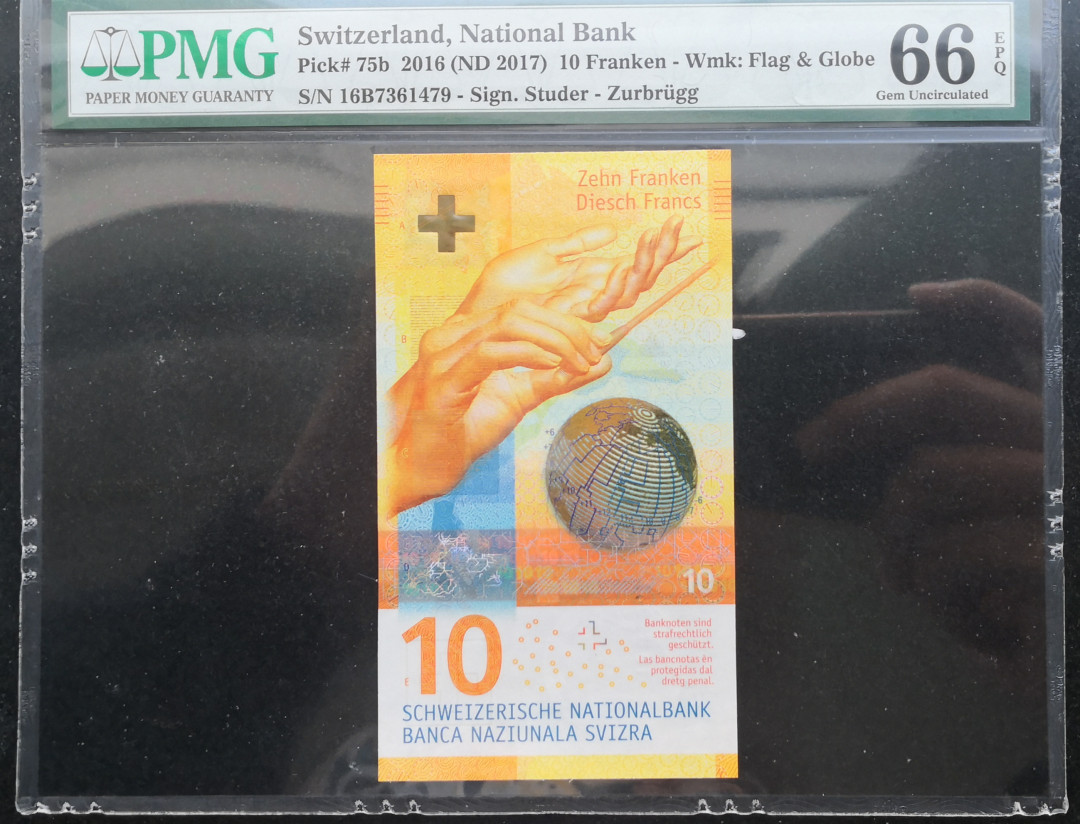 PMG
PAPER MONEY GUARANTY
Switzerland, National Bank
Pick# 75b 2016 (ND 2017) 10 Franken - Wmk: Flag & Globe
S/N 16B7361479 - Sign. Studer - Zurbrügg
66
EPQ
Gem Uncirculated
Zehn Franken
Diesch Francs
A
B
+6
D
10
10
E
Banknoten sind
strafrechtlich
geschützt.
Las bancnotas èn
protegidas dal
dretg penal.
SCHWEIZERISCHE NATIONALBANK
BANCA NAZIUNALA SVIZRA